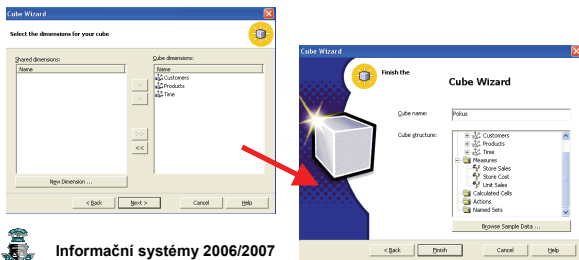 Cube Wizard
Select the dimensions for your cube
Shared dimensions:
Name
Cube dimensions:
Name
Customers
Products
Time
>
<
>>
<<
New Dimension ...
< Back
Next >
Cancel
Help
Cube Wizard
Finish the
Cube Wizard
Cube name:
Pokus
Cube structure:
Customers
Products
Time
Measures
Store Sales
Store Cost
Unit Sales
Calculated Cells
Actions
Named Sets
Browse Sample Data ...
< Back
Finish
Cancel
Help
Informační systémy 2006/2007